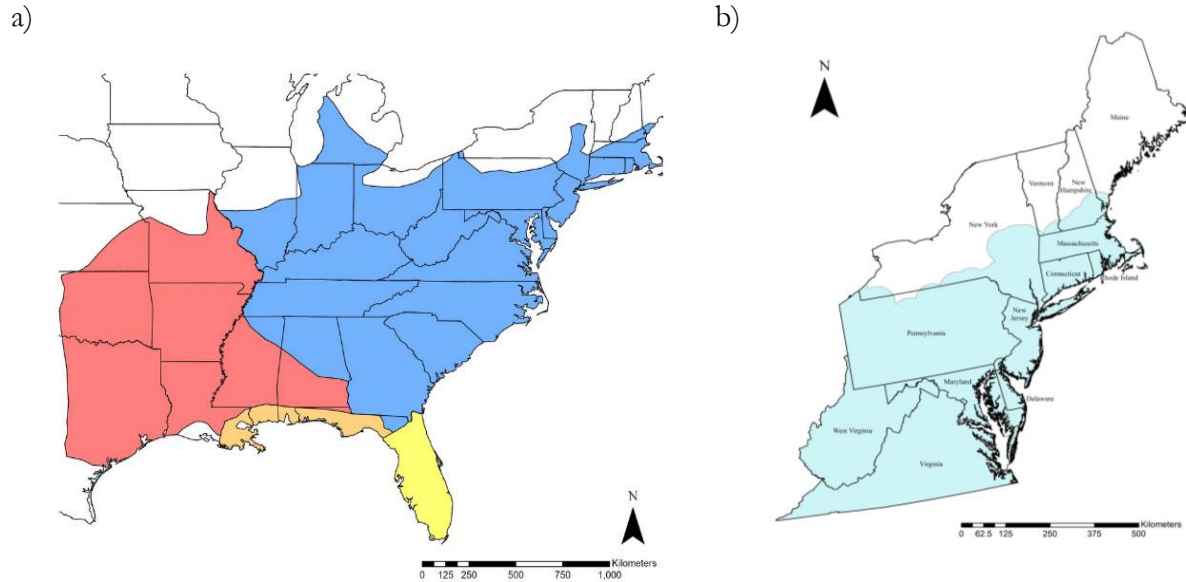 a)
b)
N
Maine
Vermont
New
Hampshire
New York
Massachusetts
Connecticut
Rhode Island
Pennsylvania
New
Jersey
Maryland
Delaware
West Virginia
Virginia
N
Kilometers
0 125 250 500 750 1,000
Kilometers
0 62.5 125 250 375 500